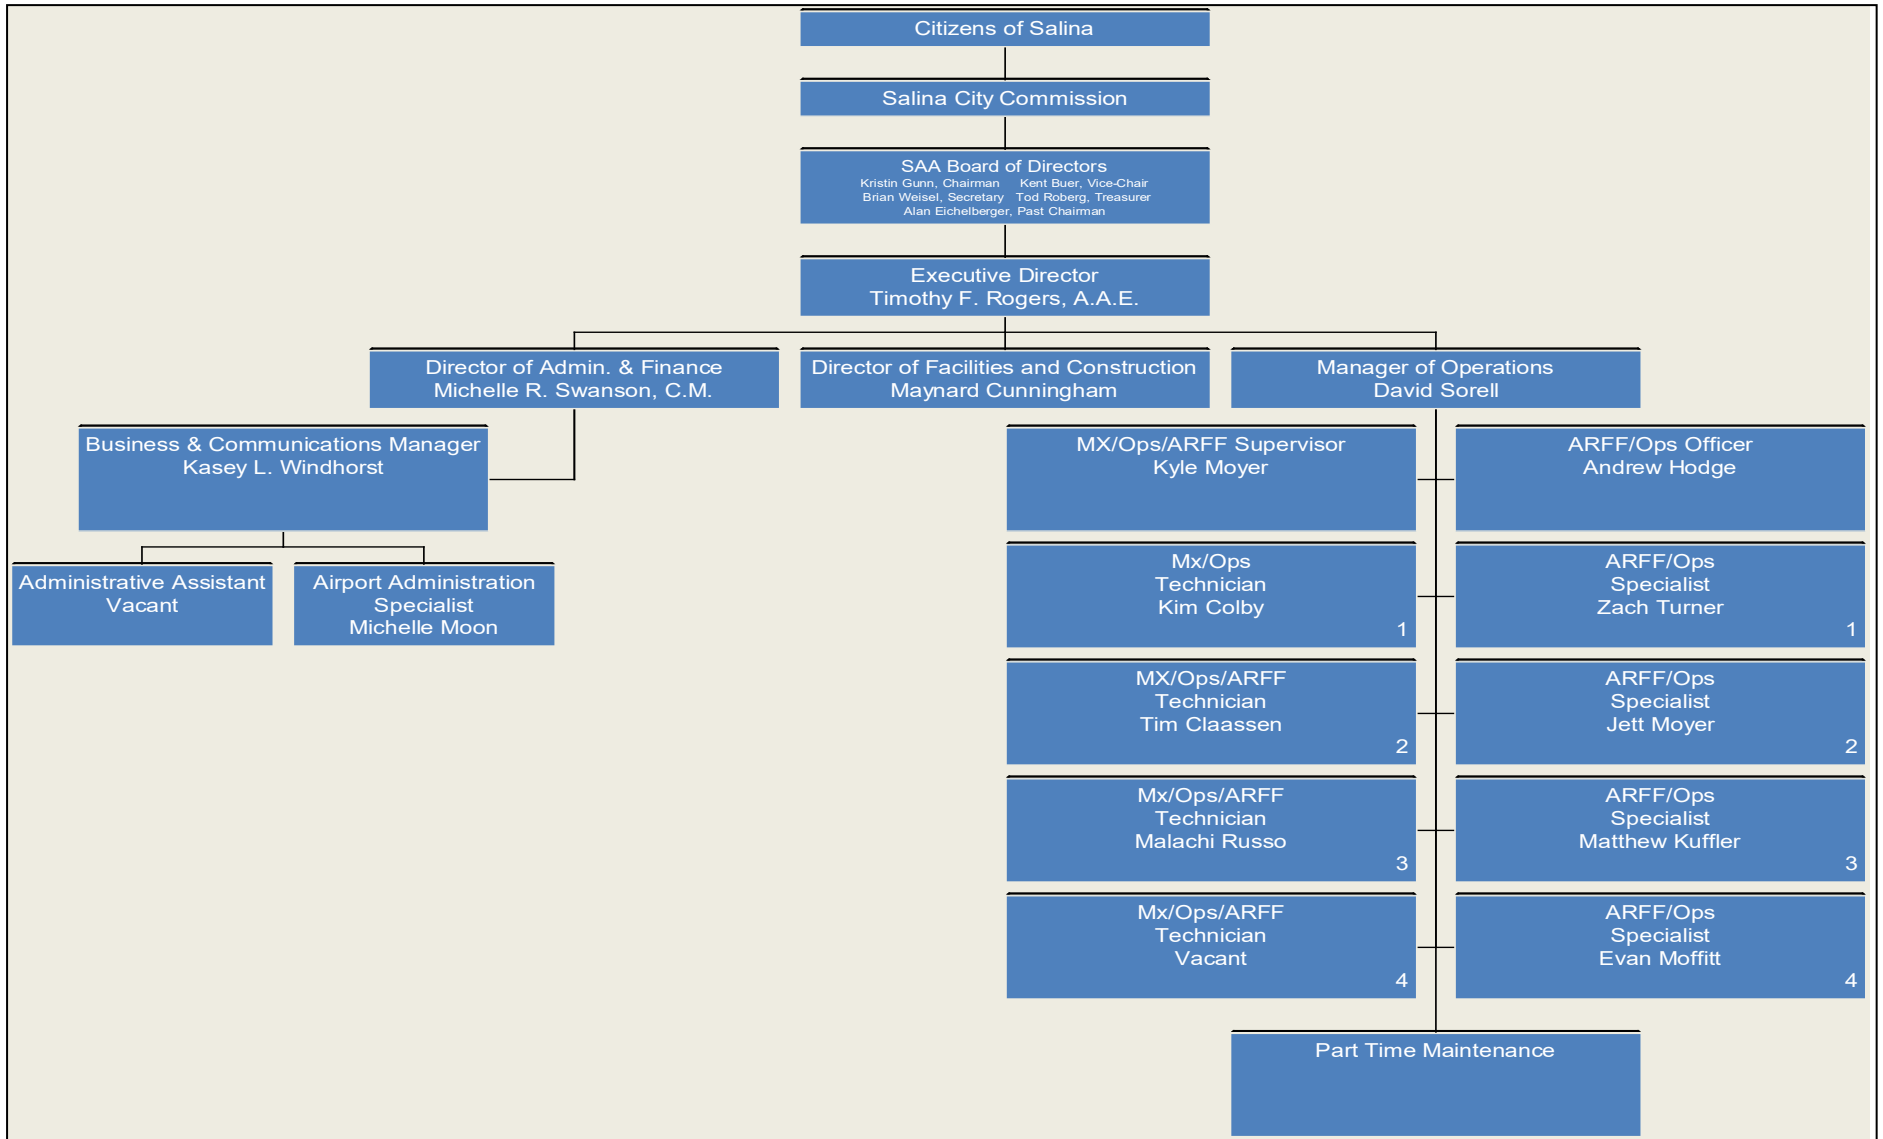 Citizens of Salina
Salina City Commission
SAA Board of Directors
Kristin Gunn, Chairman Kent Buer, Vice-Chair
Brian Weisel, Secretary Tod Roberg, Treasurer
Alan Eichelberger, Past Chairman
Executive Director
Timothy F. Rogers, A.A.E.
Director of Admin. & Finance
Michelle R. Swanson, C.M.
Director of Facilities and Construction
Maynard Cunningham
Manager of Operations
David Sorell
Business & Communications Manager
Kasey L. Windhorst
Administrative Assistant
Vacant
Airport Administration
Specialist
Michelle Moon
MX/Ops/ARFF Supervisor
Kyle Moyer
ARFF/Ops Officer
Andrew Hodge
Mx/Ops
Technician
Kim Colby
1
ARFF/Ops
Specialist
Zach Turner
1
MX/Ops/ARFF
Technician
Tim Claassen
2
ARFF/Ops
Specialist
Jett Moyer
2
Mx/Ops/ARFF
Technician
Malachi Russo
3
ARFF/Ops
Specialist
Matthew Kuffler
3
Mx/Ops/ARFF
Technician
Vacant
4
ARFF/Ops
Specialist
Evan Moffitt
4
Part Time Maintenance